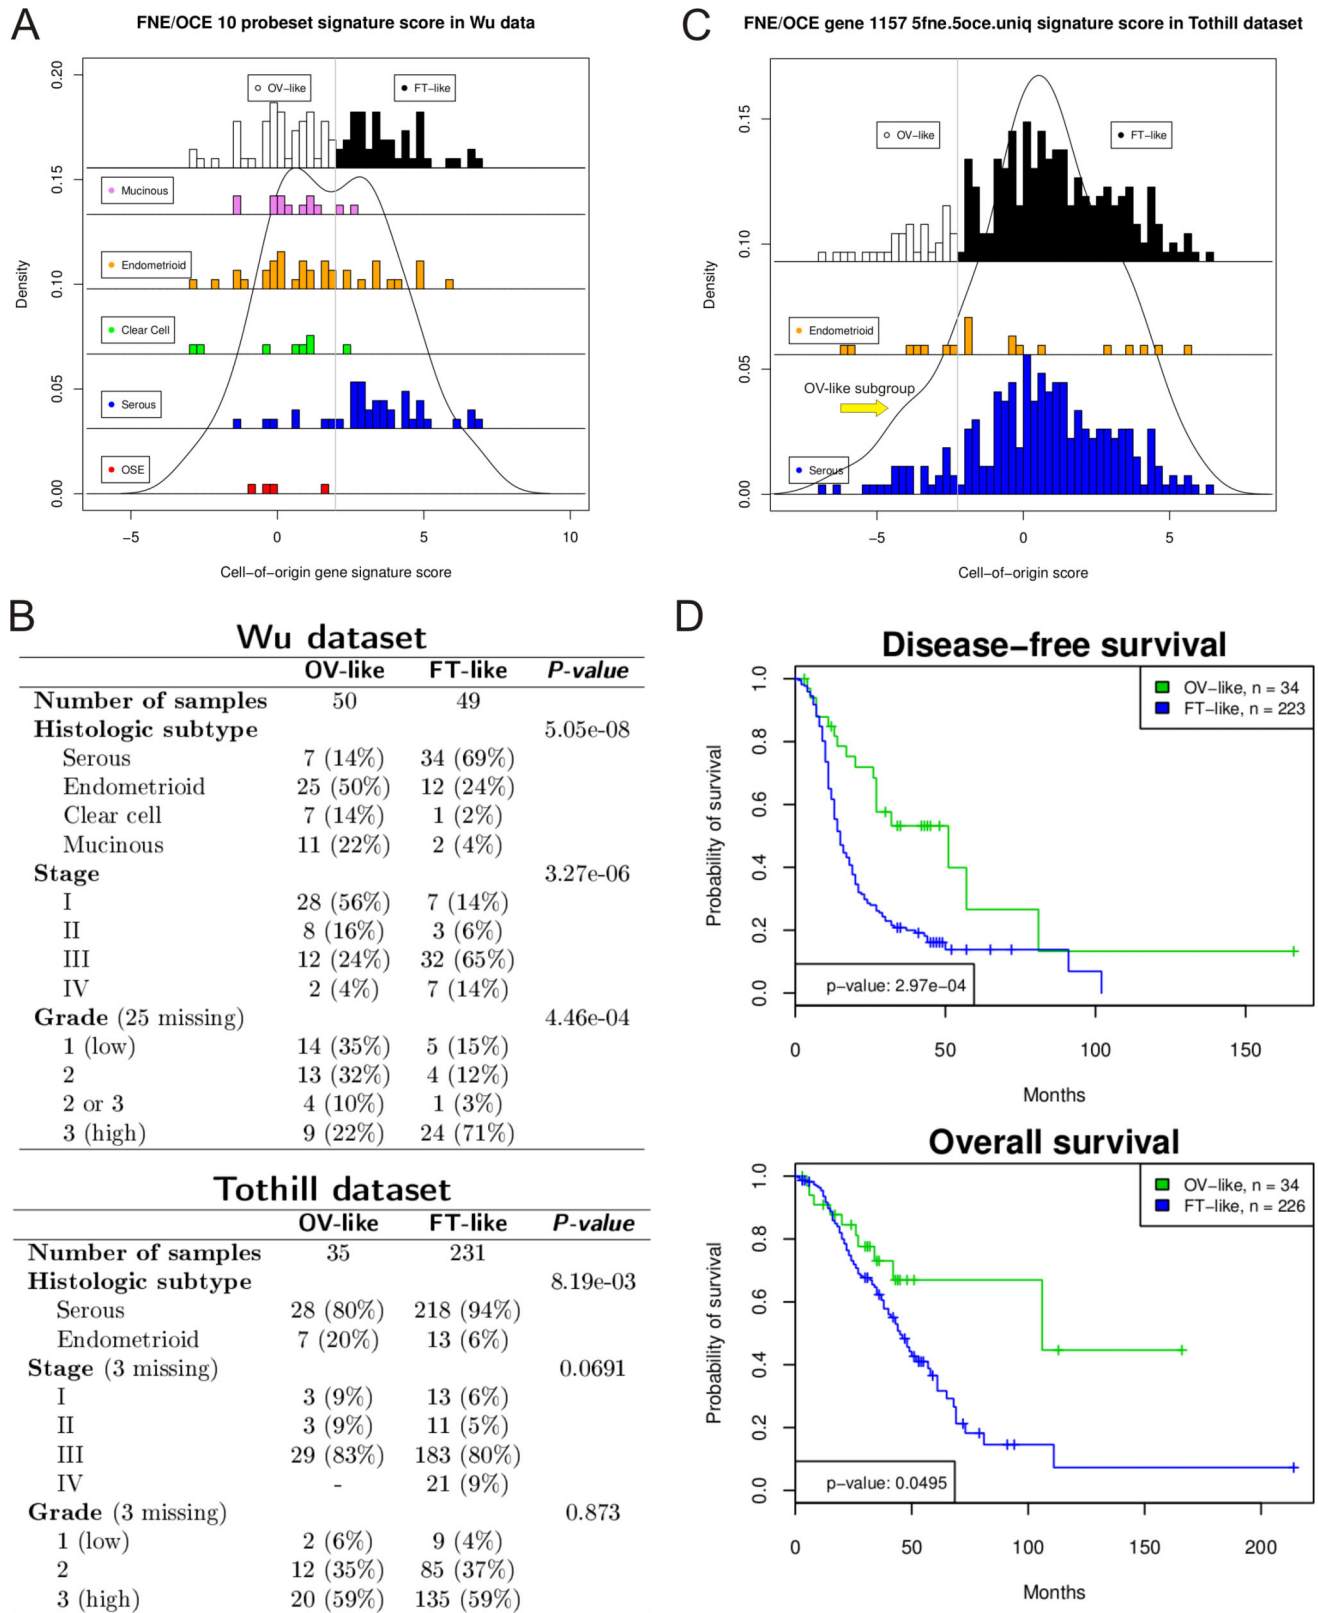 A
FNE/OCE 10 probeset signature score in Wu data
OV−like
FT−like
Mucinous
Endometrioid
Clear Cell
Serous
OSE
Density
0.00
0.05
0.10
0.15
0.20
−5
0
5
10
Cell−of−origin gene signature score
C
FNE/OCE gene 1157 5fne.5oce.uniq signature score in Tothill dataset
OV−like
FT−like
Endometrioid
OV−like subgroup
Serous
Density
0.00
0.05
0.10
0.15
−5
0
5
Cell−of−origin score
B
Wu dataset
OV-like FT-like P-value
Number of samples 50 49
Histologic subtype 5.05e-08
Serous 7 (14%) 34 (69%)
Endometrioid 25 (50%) 12 (24%)
Clear cell 7 (14%) 1 (2%)
Mucinous 11 (22%) 2 (4%)
Stage 3.27e-06
I 28 (56%) 7 (14%)
II 8 (16%) 3 (6%)
III 12 (24%) 32 (65%)
IV 2 (4%) 7 (14%)
Grade (25 missing) 4.46e-04
1 (low) 14 (35%) 5 (15%)
2 13 (32%) 4 (12%)
2 or 3 4 (10%) 1 (3%)
3 (high) 9 (22%) 24 (71%)
Tothill dataset
OV-like FT-like P-value
Number of samples 35 231
Histologic subtype 8.19e-03
Serous 28 (80%) 218 (94%)
Endometrioid 7 (20%) 13 (6%)
Stage (3 missing) 0.0691
I 3 (9%) 13 (6%)
II 3 (9%) 11 (5%)
III 29 (83%) 183 (80%)
IV - 21 (9%)
Grade (3 missing) 0.873
1 (low) 2 (6%) 9 (4%)
2 12 (35%) 85 (37%)
3 (high) 20 (59%) 135 (59%)
D
Disease−free survival
OV−like, n = 34
FT−like, n = 223
Probability of survival
0.0
0.2
0.4
0.6
0.8
1.0
p−value: 2.97e−04
0
50
100
150
Months
Overall survival
OV−like, n = 34
FT−like, n = 226
Probability of survival
0.0
0.2
0.4
0.6
0.8
1.0
p−value: 0.0495
0
50
100
150
200
Months